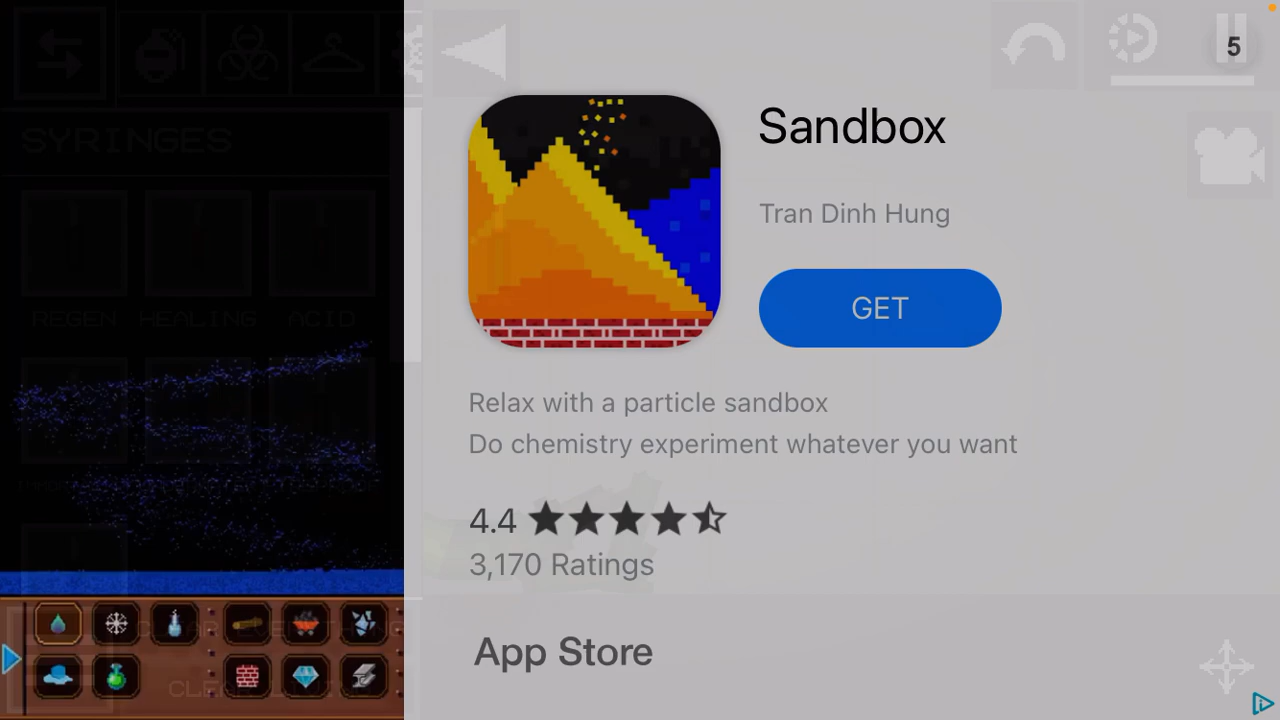 SYRINGES
REGEN HEALING ACID
5
Sandbox
Tran Dinh Hung
GET
Relax with a particle sandbox
Do chemistry experiment whatever you want
4.4
3,170 Ratings
App Store